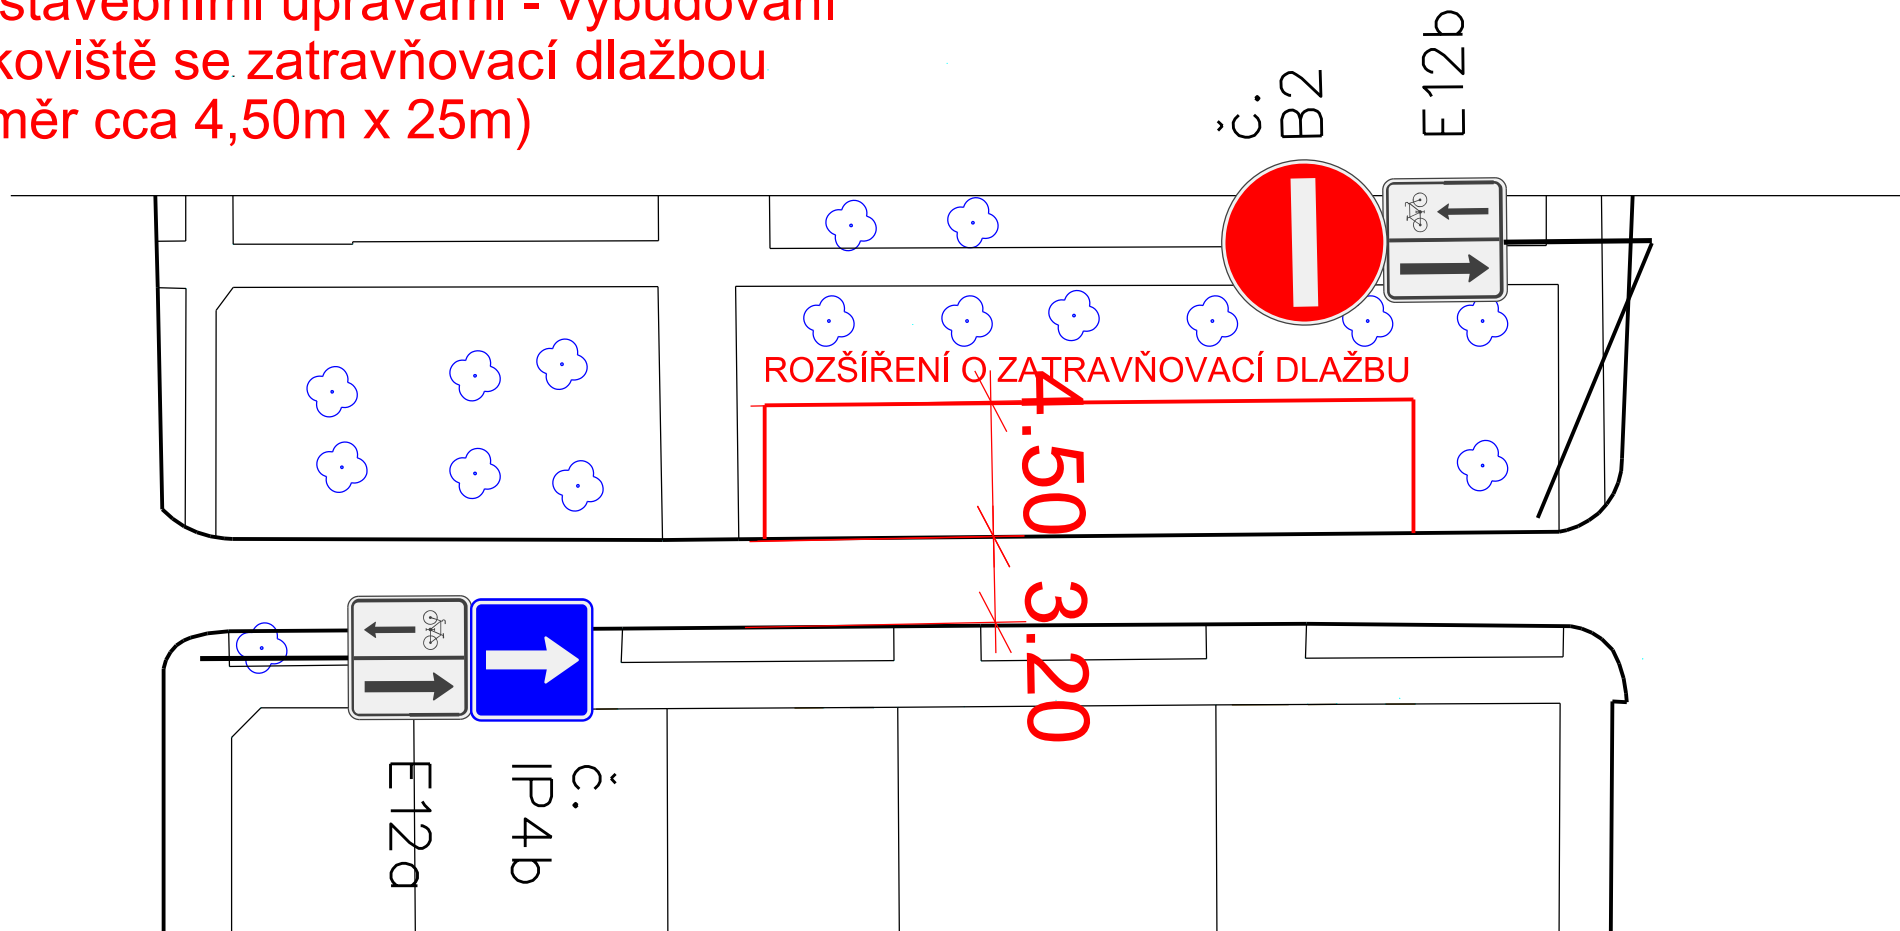 stavebními úpravami - vybudování
koviště se zatravňovací dlažbou
měr cca 4,50m x 25m)
č.
B2
E12b
ROZŠÍŘENÍ O ZATRAVŇOVACÍ DLAŽBU
4.50
3.20
č.
IP4b
E12a